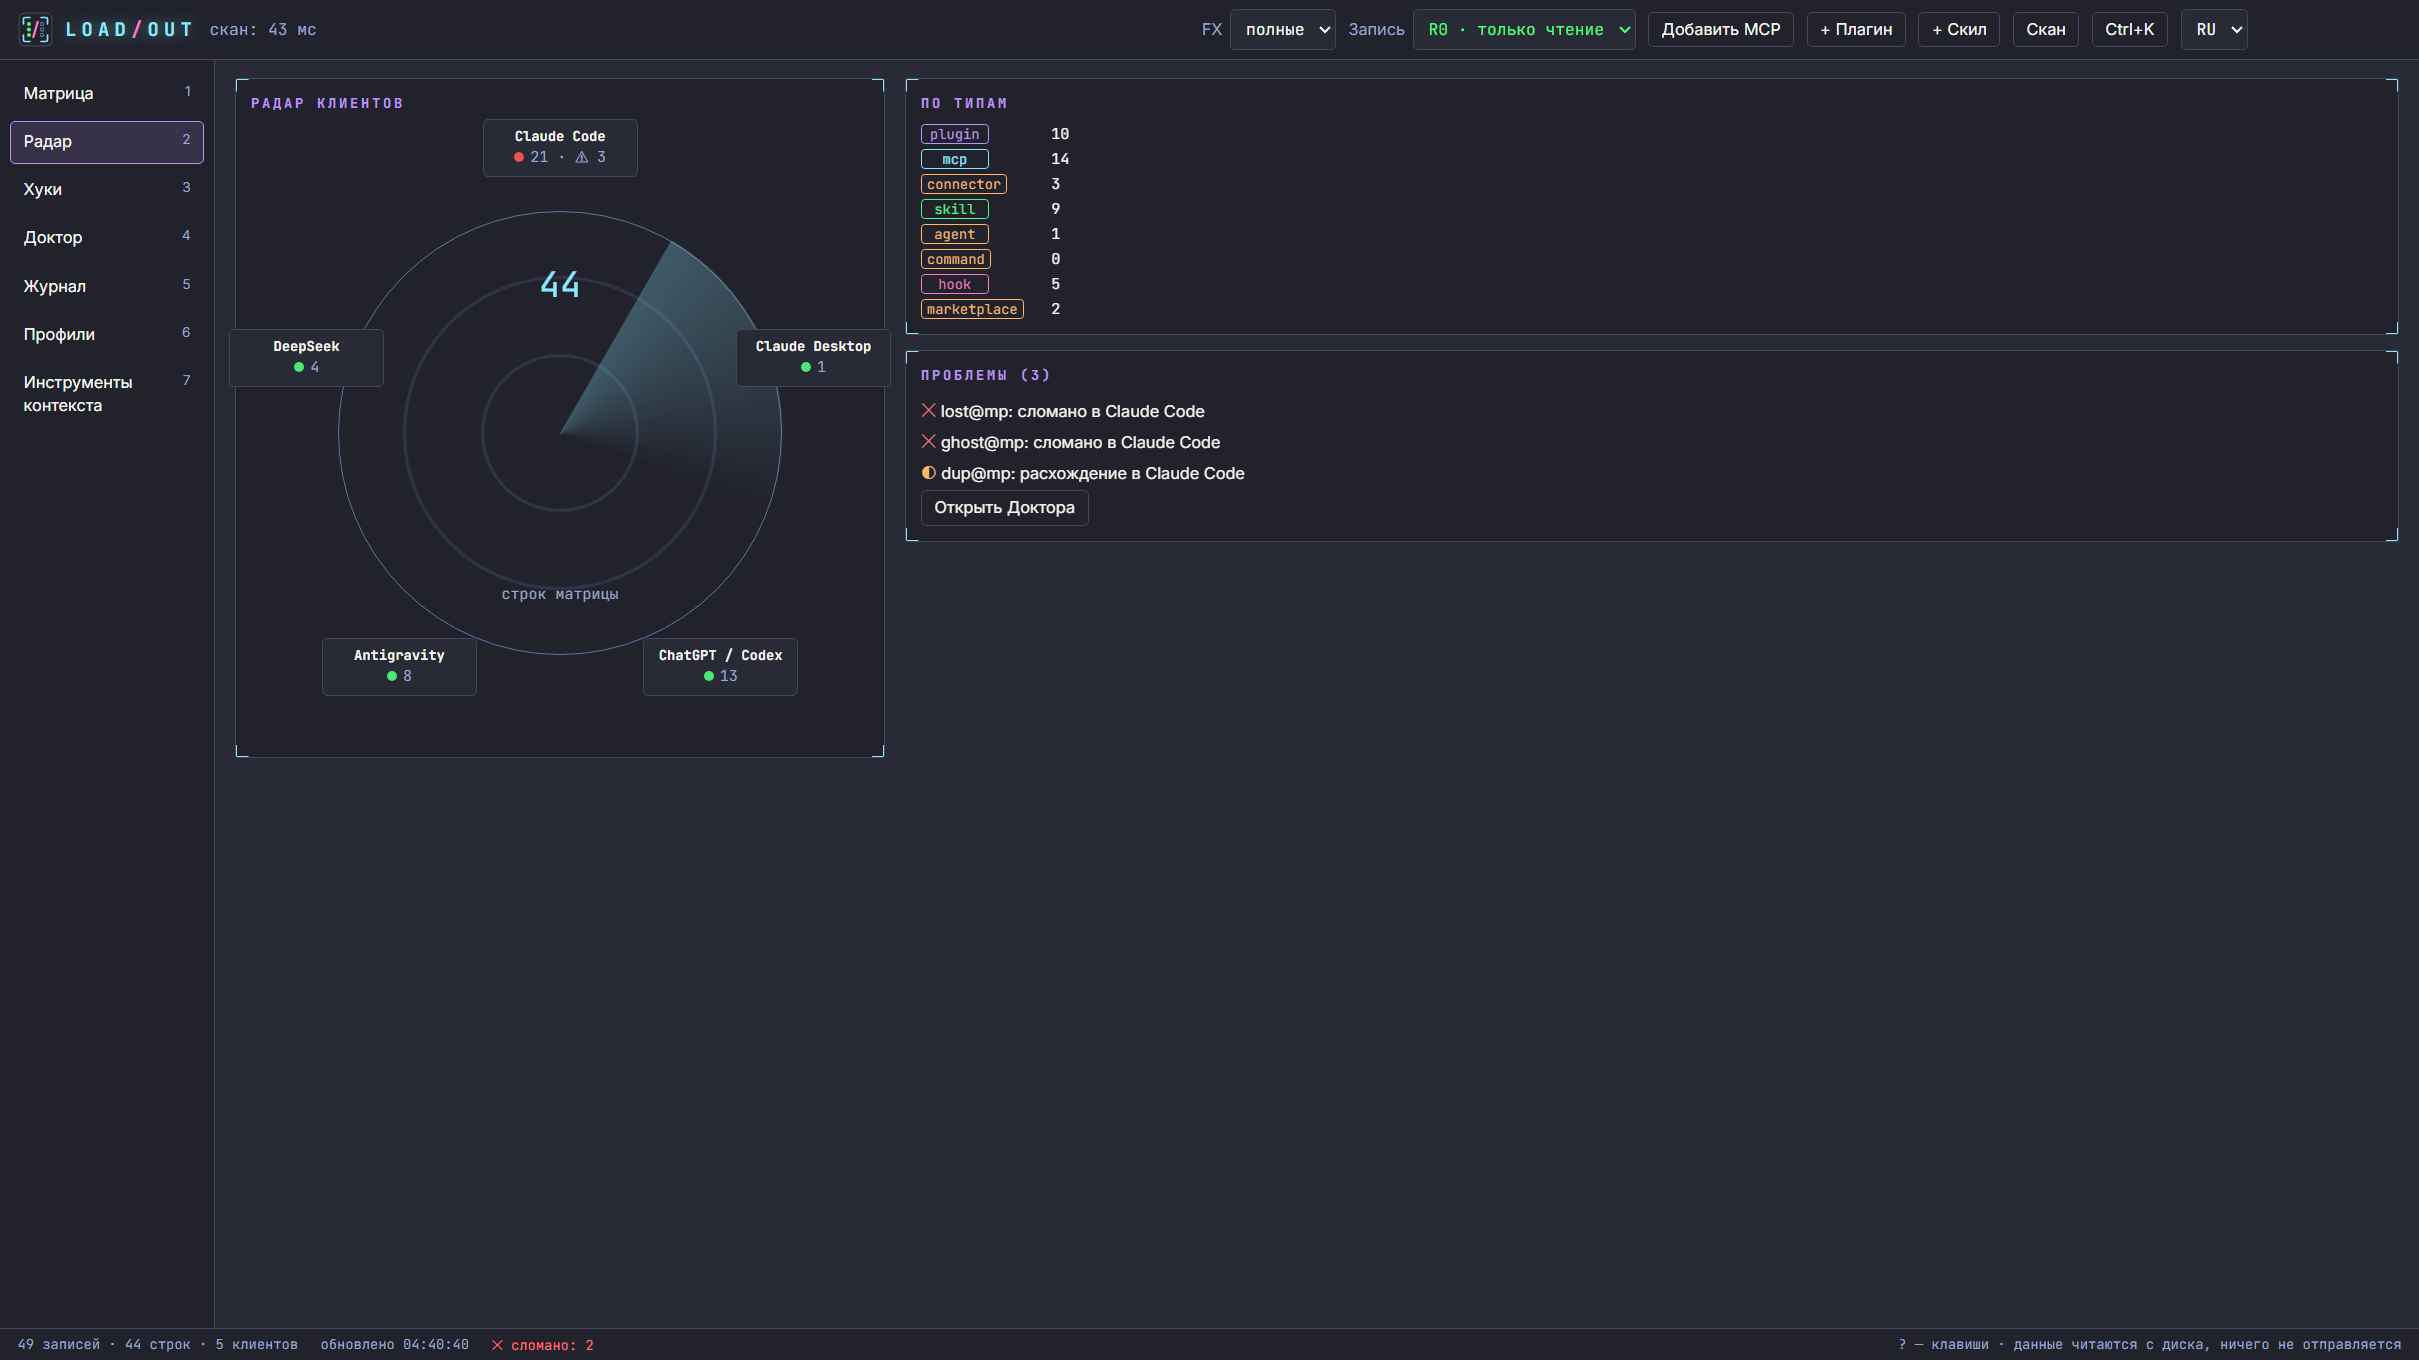 LOAD/OUT скан: 43 мс FX полные Запись R0 · только чтение Добавить MCP + Плагин + Скил Скан Ctrl+K RU
Матрица 1
Радар 2
Хуки 3
Доктор 4
Журнал 5
Профили 6
Инструменты контекста 7
РАДАР КЛИЕНТОВ
Claude Code
21 · ⚠ 3
44
DeepSeek
4
Claude Desktop
1
строк матрицы
Antigravity
8
ChatGPT / Codex
13
ПО ТИПАМ
plugin 10
mcp 14
connector 3
skill 9
agent 1
command 0
hook 5
marketplace 2
ПРОБЛЕМЫ (3)
lost@mp: сломано в Claude Code
ghost@mp: сломано в Claude Code
dup@mp: расхождение в Claude Code
Открыть Доктора
49 записей · 44 строк · 5 клиентов обновлено 04:40:40 сломано: 2
? — клавиши · данные читаются с диска, ничего не отправляется